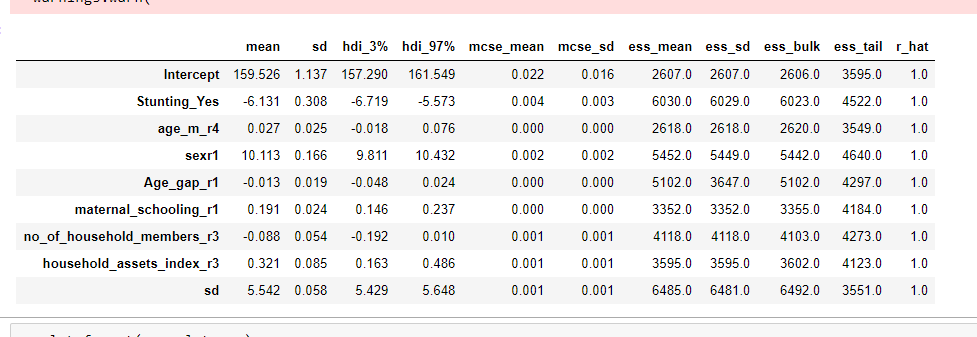 warnings.warn(
mean sd hdi_3% hdi_97% mcse_mean mcse_sd ess_mean ess_sd ess_bulk ess_tail r_hat
Intercept 159.526 1.137 157.290 161.549 0.022 0.016 2607.0 2607.0 2606.0 3595.0 1.0
Stunting_Yes -6.131 0.308 -6.719 -5.573 0.004 0.003 6030.0 6029.0 6023.0 4522.0 1.0
age_m_r4 0.027 0.025 -0.018 0.076 0.000 0.000 2618.0 2618.0 2620.0 3549.0 1.0
sexr1 10.113 0.166 9.811 10.432 0.002 0.002 5452.0 5449.0 5442.0 4640.0 1.0
Age_gap_r1 -0.013 0.019 -0.048 0.024 0.000 0.000 5102.0 3647.0 5102.0 4297.0 1.0
maternal_schooling_r1 0.191 0.024 0.146 0.237 0.000 0.000 3352.0 3352.0 3355.0 4184.0 1.0
no_of_household_members_r3 -0.088 0.054 -0.192 0.010 0.001 0.001 4118.0 4118.0 4103.0 4273.0 1.0
household_assets_index_r3 0.321 0.085 0.163 0.486 0.001 0.001 3595.0 3595.0 3602.0 4123.0 1.0
sd 5.542 0.058 5.429 5.648 0.001 0.001 6485.0 6481.0 6492.0 3551.0 1.0